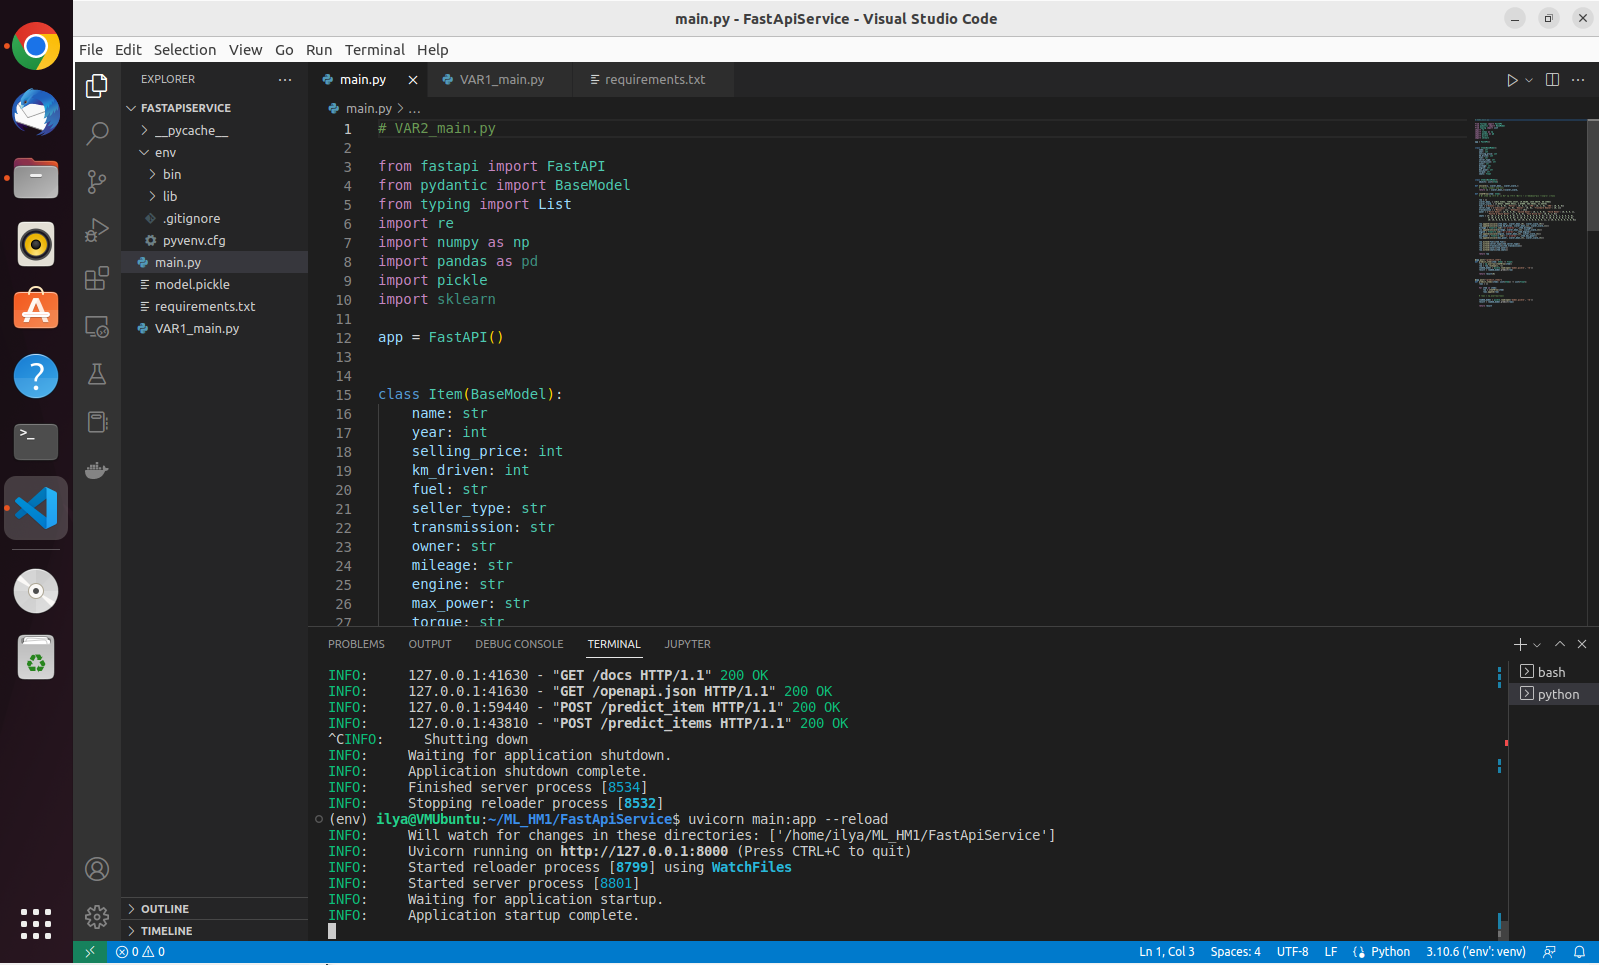 main.py - FastApiService - Visual Studio Code
File Edit Selection View Go Run Terminal Help
EXPLORER
FASTAPISERVICE
__pycache__
env
bin
lib
.gitignore
pyvenv.cfg
main.py
model.pickle
requirements.txt
VAR1_main.py
OUTLINE
TIMELINE
main.py VAR1_main.py requirements.txt
main.py > ...
1 # VAR2_main.py
2
3 from fastapi import FastAPI
4 from pydantic import BaseModel
5 from typing import List
6 import re
7 import numpy as np
8 import pandas as pd
9 import pickle
10 import sklearn
11
12 app = FastAPI()
13
14
15 class Item(BaseModel):
16 name: str
17 year: int
18 selling_price: int
19 km_driven: int
20 fuel: str
21 seller_type: str
22 transmission: str
23 owner: str
24 mileage: str
25 engine: str
26 max_power: str
27 torque: str
PROBLEMS OUTPUT DEBUG CONSOLE TERMINAL JUPYTER
INFO: 127.0.0.1:41630 - "GET /docs HTTP/1.1" 200 OK
INFO: 127.0.0.1:41630 - "GET /openapi.json HTTP/1.1" 200 OK
INFO: 127.0.0.1:59440 - "POST /predict_item HTTP/1.1" 200 OK
INFO: 127.0.0.1:43810 - "POST /predict_items HTTP/1.1" 200 OK
^CINFO: Shutting down
INFO: Waiting for application shutdown.
INFO: Application shutdown complete.
INFO: Finished server process [8534]
INFO: Stopping reloader process [8532]
(env) ilya@VMUbuntu:~/ML_HM1/FastApiService$ uvicorn main:app --reload
INFO: Will watch for changes in these directories: ['/home/ilya/ML_HM1/FastApiService']
INFO: Uvicorn running on http://127.0.0.1:8000 (Press CTRL+C to quit)
INFO: Started reloader process [8799] using WatchFiles
INFO: Started server process [8801]
INFO: Waiting for application startup.
INFO: Application startup complete.
bash
python
0 0 Ln 1, Col 3 Spaces: 4 UTF-8 LF Python 3.10.6 ('env': venv)